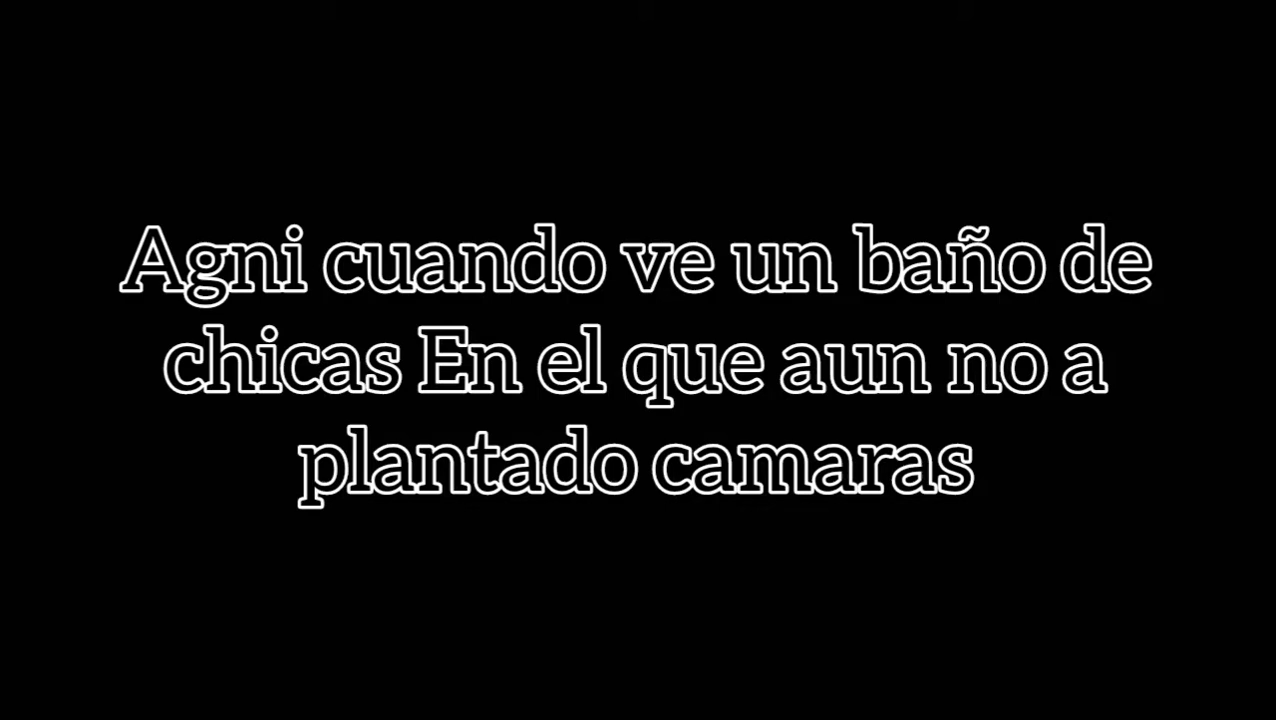 Agni cuando ve un baño de
chicas En el que aun no a
plantado camaras